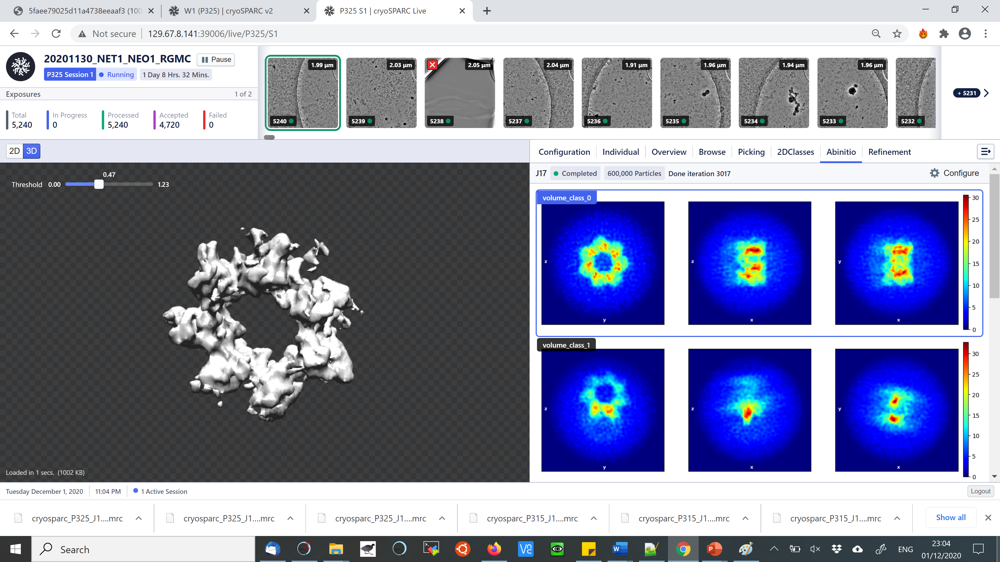 5faee79025d11a4738eeaaf3 (100
W1 (P325) | cryoSPARC v2
P325 S1 | cryoSPARC Live
Not secure
129.67.8.141:39006/live/P325/S1
20201130_NET1_NEO1_RGMC
Pause
P325 Session 1
Running
1 Day 8 Hrs. 32 Mins.
Exposures
1 of 2
Total
5,240
In Progress
0
Processed
5,240
Accepted
4,720
Failed
0
1.99 μm
5240
2.03 μm
5239
2.05 μm
5238
2.04 μm
5237
1.91 μm
5236
1.96 μm
5235
1.94 μm
5234
1.96 μm
5233
5232
+ 5231
2D
3D
Configuration
Individual
Overview
Browse
Picking
2DClasses
Abinitio
Refinement
Threshold
0.00
0.47
1.23
J17
Completed
600,000 Particles
Done iteration 3017
Configure
volume_class_0
z
y
z
x
y
x
30
25
20
15
10
5
0
volume_class_1
z
y
z
x
y
x
30
25
20
15
10
5
0
Loaded in 1 secs. (1002 KB)
Tuesday December 1, 2020
11:04 PM
1 Active Session
Logout
cryosparc_P325_J1....mrc
cryosparc_P325_J1....mrc
cryosparc_P325_J1....mrc
cryosparc_P315_J1....mrc
cryosparc_P315_J1....mrc
cryosparc_P315_J1....mrc
Show all
Search
ENG
23:04
01/12/2020